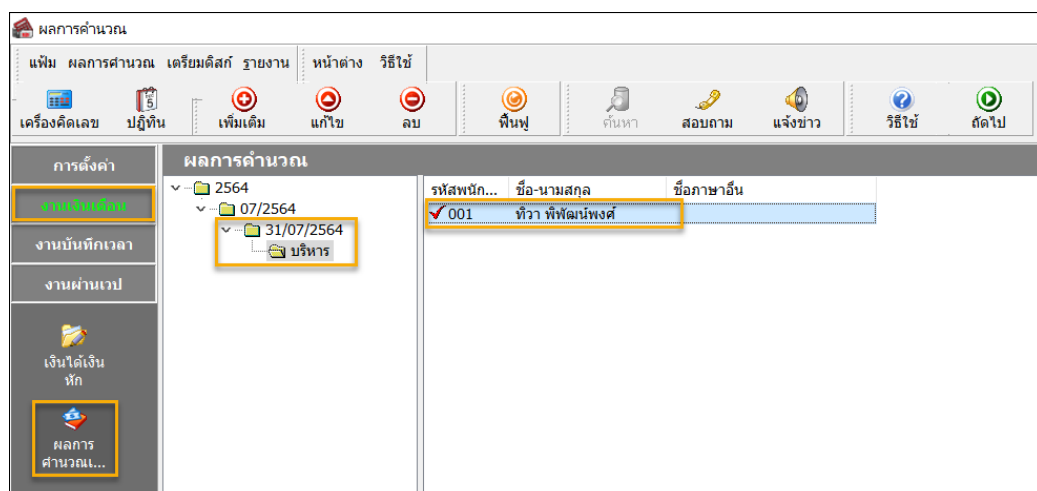 ผลการคำนวณ
แฟ้ม ผลการคำนวณ เตรียมดิสก์ รายงาน หน้าต่าง วิธีใช้
5
เครื่องคิดเลข ปฏิทิน เพิ่มเติม แก้ไข ลบ ฟื้นฟู ค้นหา สอบถาม แจ้งข่าว วิธีใช้ ถัดไป
การตั้งค่า
งานเงินเดือน
งานบันทึกเวลา
งานผ่านเวป
เงินได้เงิน
หัก
ผลการ
คำนวณเ...
ผลการคำนวณ
2564
07/2564
31/07/2564
บริหาร
รหัสพนัก... ชื่อ-นามสกุล ชื่อภาษาอื่น
001 ทิวา พิพัฒน์พงศ์